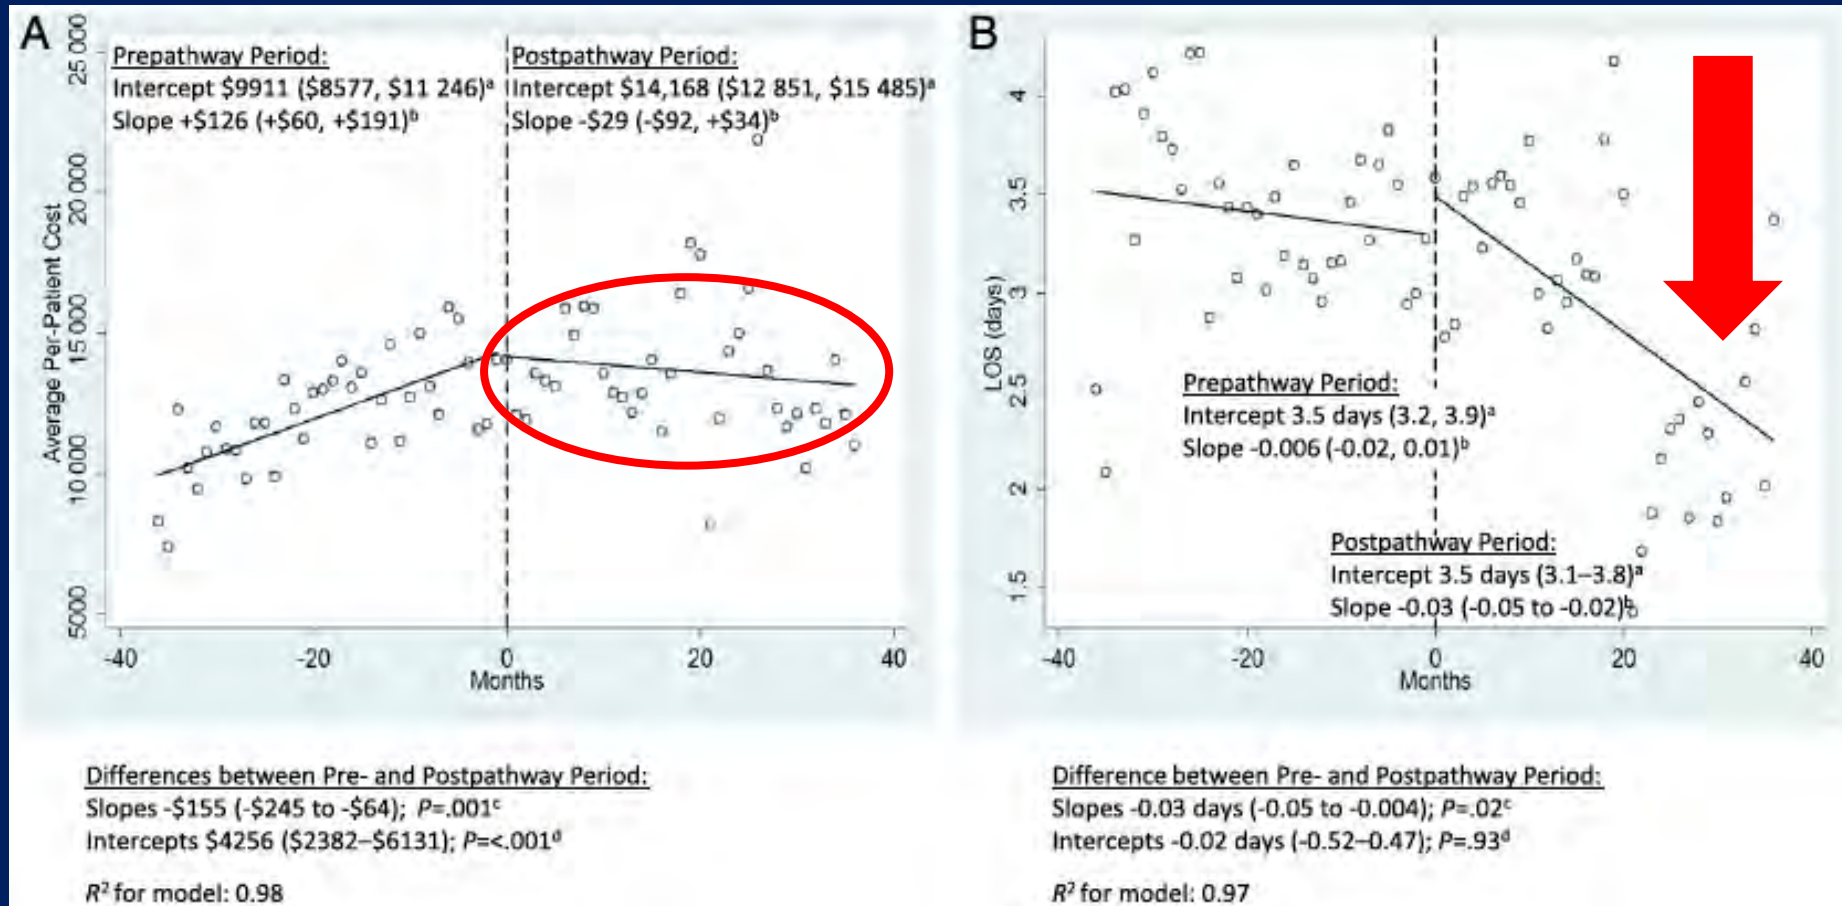 A
Prepathway Period:
Intercept $9911 ($8577, $11 246)ᵃ
Slope +$126 (+$60, +$191)ᵇ
Postpathway Period:
Intercept $14,168 ($12 851, $15 485)ᵃ
Slope -$29 (-$92, +$34)ᵇ
Average Per-Patient Cost
25 000
20 000
15 000
10 000
5000
-40 -20 0 20 40
Months
Differences between Pre- and Postpathway Period:
Slopes -$155 (-$245 to -$64); P=.001ᶜ
Intercepts $4256 ($2382–$6131); P=<.001ᵈ
R² for model: 0.98
B
LOS (days)
4
3.5
3
2.5
2
1.5
Prepathway Period:
Intercept 3.5 days (3.2, 3.9)ᵃ
Slope -0.006 (-0.02, 0.01)ᵇ
Postpathway Period:
Intercept 3.5 days (3.1–3.8)ᵃ
Slope -0.03 (-0.05 to -0.02)ᵇ
-40 -20 0 20 40
Months
Difference between Pre- and Postpathway Period:
Slopes -0.03 days (-0.05 to -0.004); P=.02ᶜ
Intercepts -0.02 days (-0.52–0.47); P=.93ᵈ
R² for model: 0.97